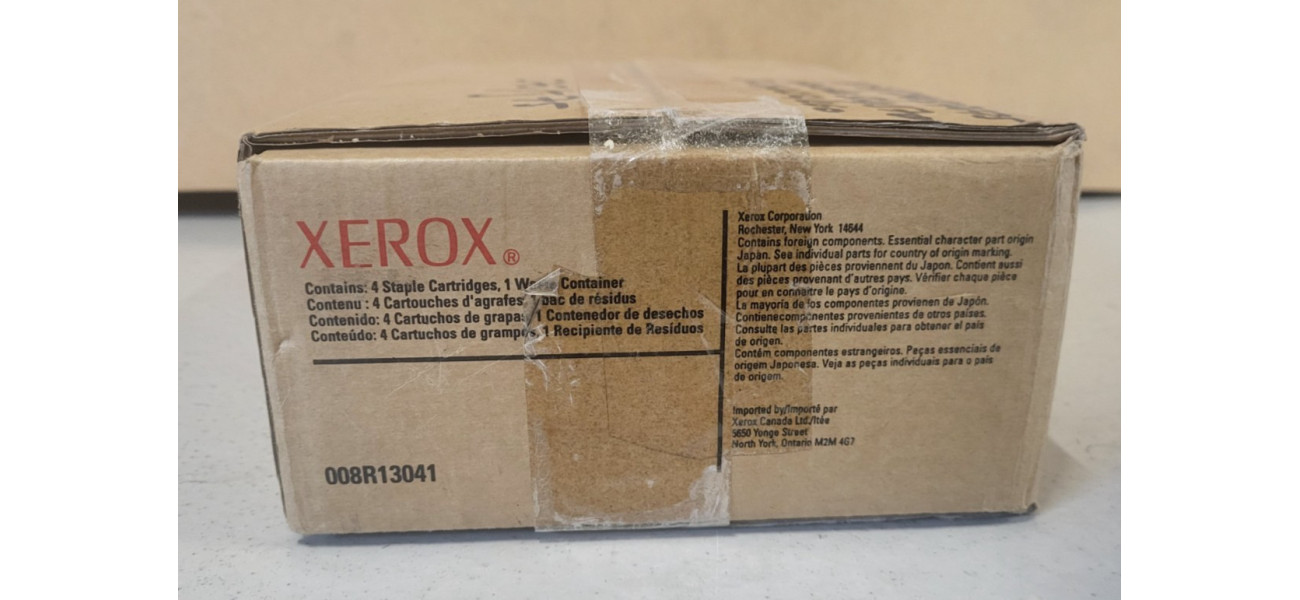 XEROX®
Contains: 4 Staple Cartridges, 1 Waste Container
Contenu : 4 Cartouches d'agrafes, bac de résidus
Contenido: 4 Cartuchos de grapas, 1 Contenedor de desechos
Conteúdo: 4 Cartuchos de grampos, 1 Recipiente de Resíduos
008R13041
Xerox Corporation
Rochester, New York 14644
Contains foreign components. Essential character part origin
Japan. See individual parts for country of origin marking.
La plupart des pièces proviennent du Japon. Contient aussi
des pièces provenant d'autres pays. Vérifier chaque pièce
pour en connaître le pays d'origine.
La mayoría de los componentes provienen de Japón.
Contienecomponentes provenientes de otros países.
Consulte las partes individuales para obtener el país
de origen.
Contém componentes estrangeiros. Peças essenciais de
origem Japonesa. Veja as peças individuais para o país
de origem.
Imported by/Importé par
Xerox Canada Ltd./ltée
5650 Yonge Street
North York, Ontario M2M 4G7